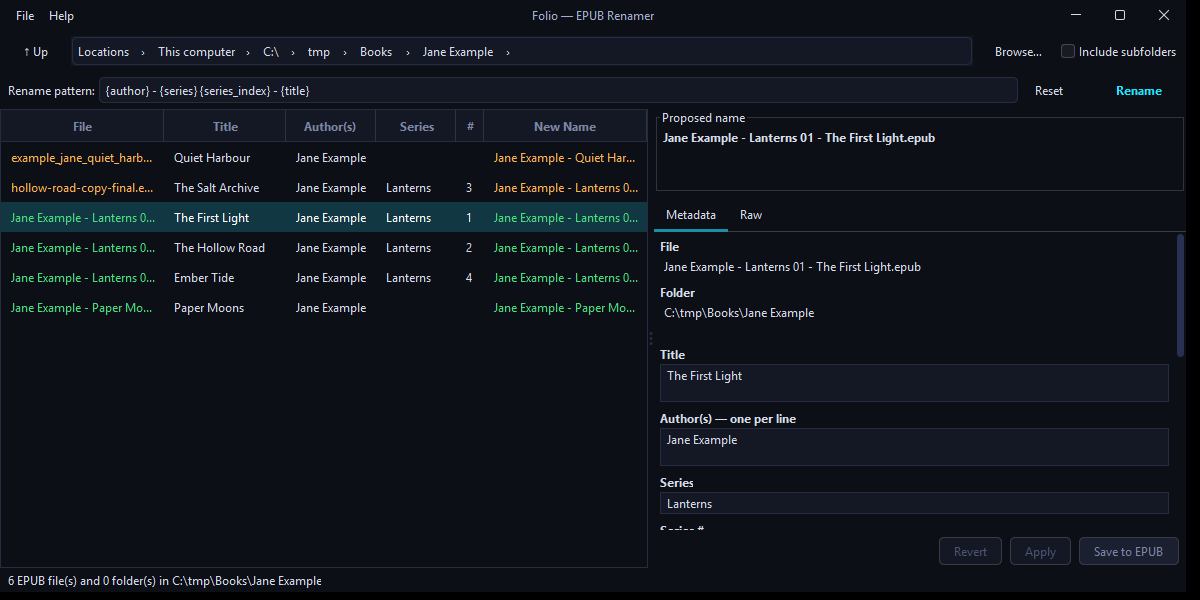 File Help Folio — EPUB Renamer
↑ Up Locations › This computer › C:\ › tmp › Books › Jane Example › Browse... Include subfolders
Rename pattern: {author} - {series} {series_index} - {title} Reset Rename
File Title Author(s) Series # New Name
example_jane_quiet_harb... Quiet Harbour Jane Example Jane Example - Quiet Har...
hollow-road-copy-final.e... The Salt Archive Jane Example Lanterns 3 Jane Example - Lanterns 0...
Jane Example - Lanterns 0... The First Light Jane Example Lanterns 1 Jane Example - Lanterns 0...
Jane Example - Lanterns 0... The Hollow Road Jane Example Lanterns 2 Jane Example - Lanterns 0...
Jane Example - Lanterns 0... Ember Tide Jane Example Lanterns 4 Jane Example - Lanterns 0...
Jane Example - Paper Mo... Paper Moons Jane Example Jane Example - Paper Mo...
Proposed name
Jane Example - Lanterns 01 - The First Light.epub
Metadata Raw
File
Jane Example - Lanterns 01 - The First Light.epub
Folder
C:\tmp\Books\Jane Example
Title
The First Light
Author(s) — one per line
Jane Example
Series
Lanterns
Series #
Revert Apply Save to EPUB
6 EPUB file(s) and 0 folder(s) in C:\tmp\Books\Jane Example